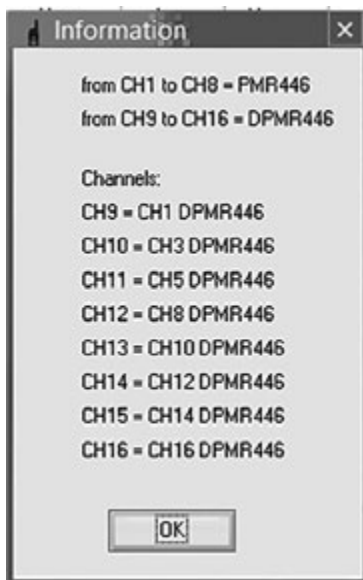 Information
from CH1 to CH8 = PMR446
from CH9 to CH16 = DPMR446
Channels:
CH9 = CH1 DPMR446
CH10 = CH3 DPMR446
CH11 = CH5 DPMR446
CH12 = CH8 DPMR446
CH13 = CH10 DPMR446
CH14 = CH12 DPMR446
CH15 = CH14 DPMR446
CH16 = CH16 DPMR446
OK